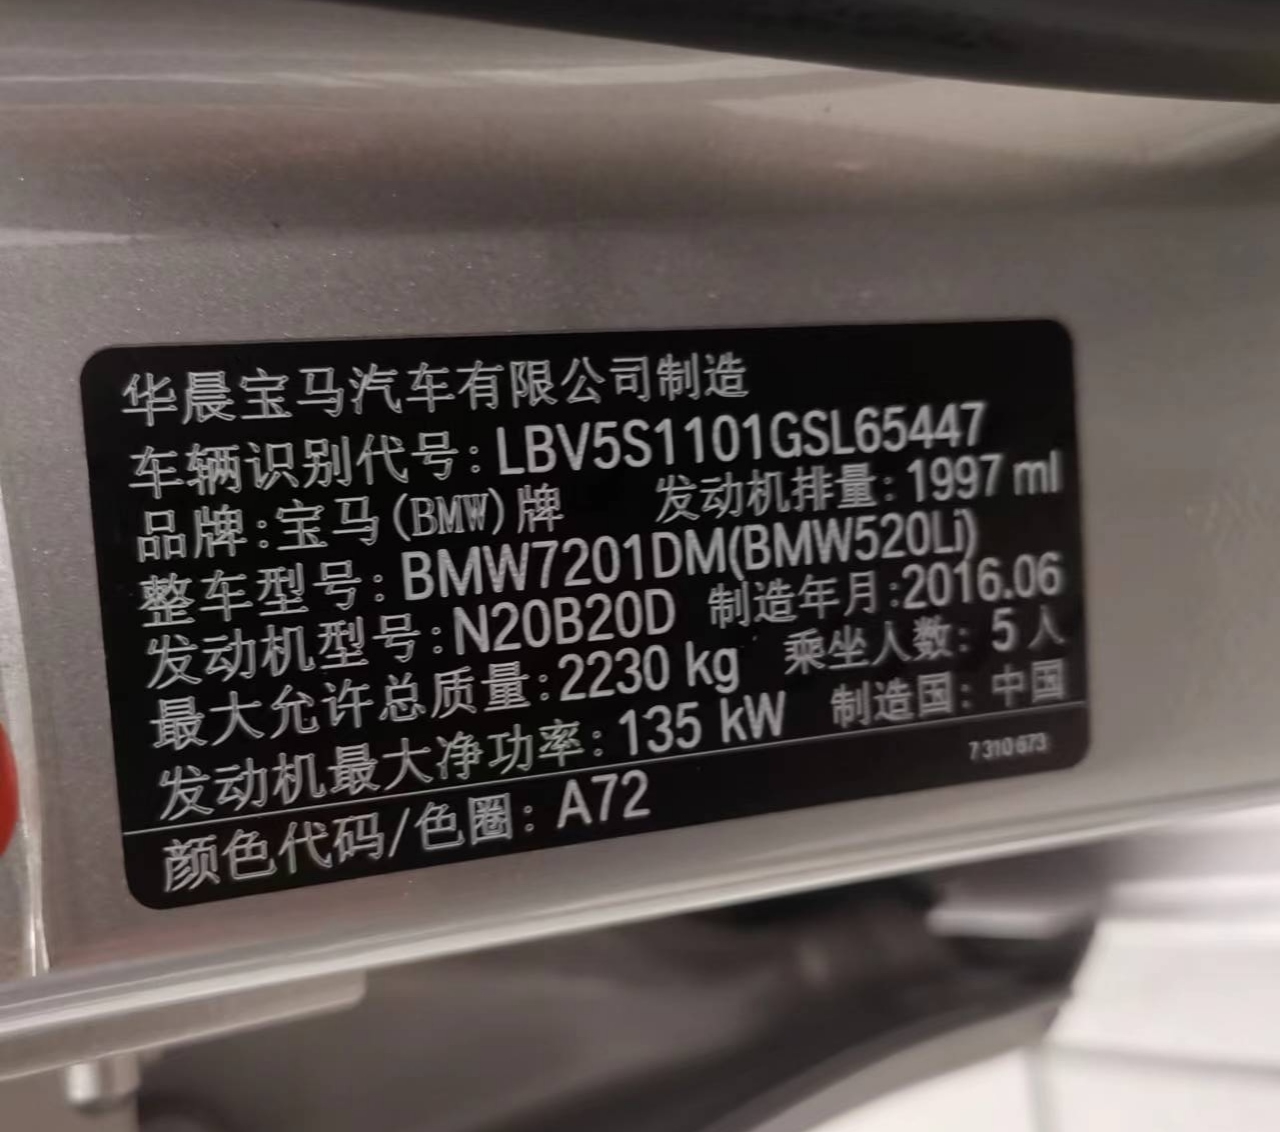 华晨宝马汽车有限公司制造
车辆识别代号: LBV5S1101GSL65447
品牌:宝马(BMW)牌 发动机排量: 1997 ml
整车型号: BMW7201DM(BMW520Li)
发动机型号: N20B20D 制造年月:2016.06
最大允许总质量:2230 kg 乘坐人数: 5人
发动机最大净功率: 135 kW 制造国: 中国
7310673
颜色代码/色圈: A72